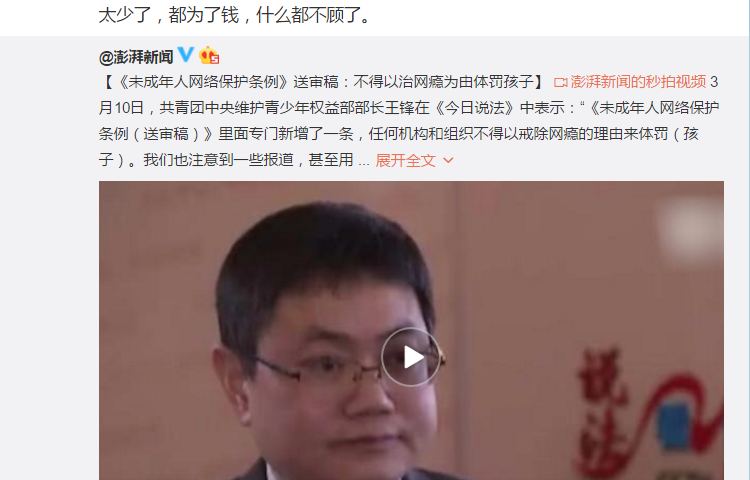 太少了，都为了钱，什么都不顾了。
@澎湃新闻
【《未成年人网络保护条例》送审稿：不得以治网瘾为由体罚孩子】 澎湃新闻的秒拍视频 3
月10日，共青团中央维护青少年权益部部长王锋在《今日说法》中表示：“《未成年人网络保护
条例（送审稿）》里面专门新增了一条，任何机构和组织不得以戒除网瘾的理由来体罚（孩
子）。我们也注意到一些报道，甚至用 ... 展开全文
说法